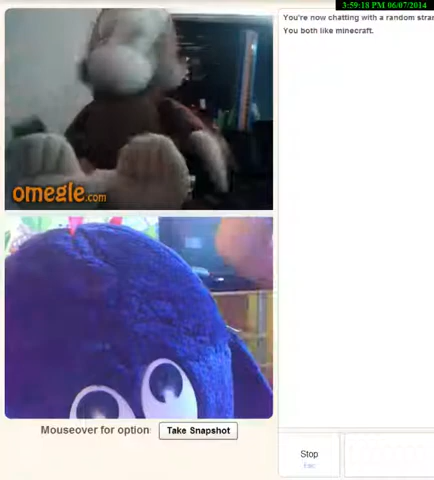 3:59:18 PM 06/07/2014
You're now chatting with a random stran
You both like minecraft.
omegle.com
Mouseover for option
Take Snapshot
Stop
Esc